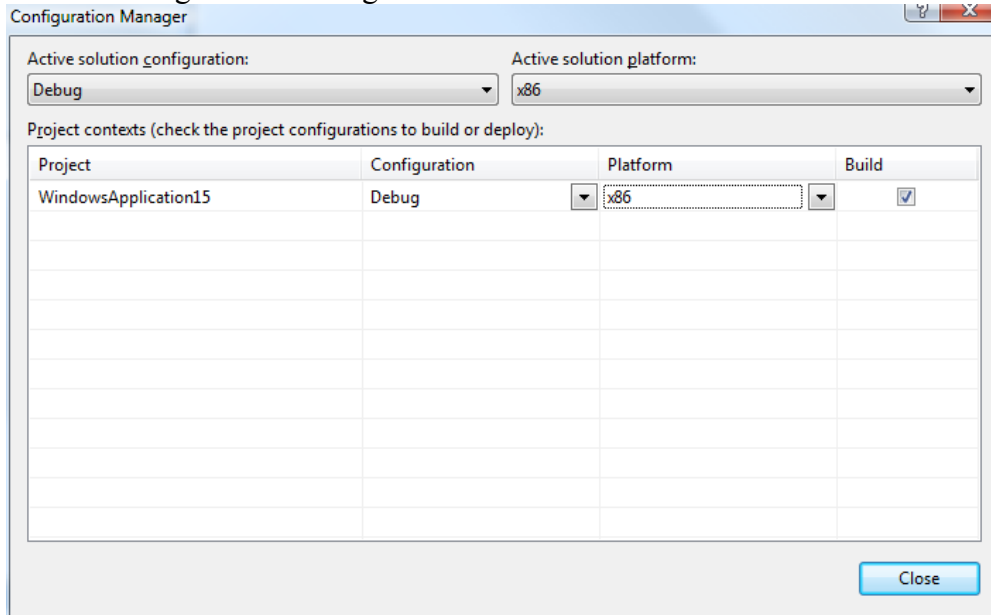 Configuration Manager
Active solution configuration: Active solution platform:
Debug x86
Project contexts (check the project configurations to build or deploy):
Project Configuration Platform Build
WindowsApplication15 Debug x86
Close